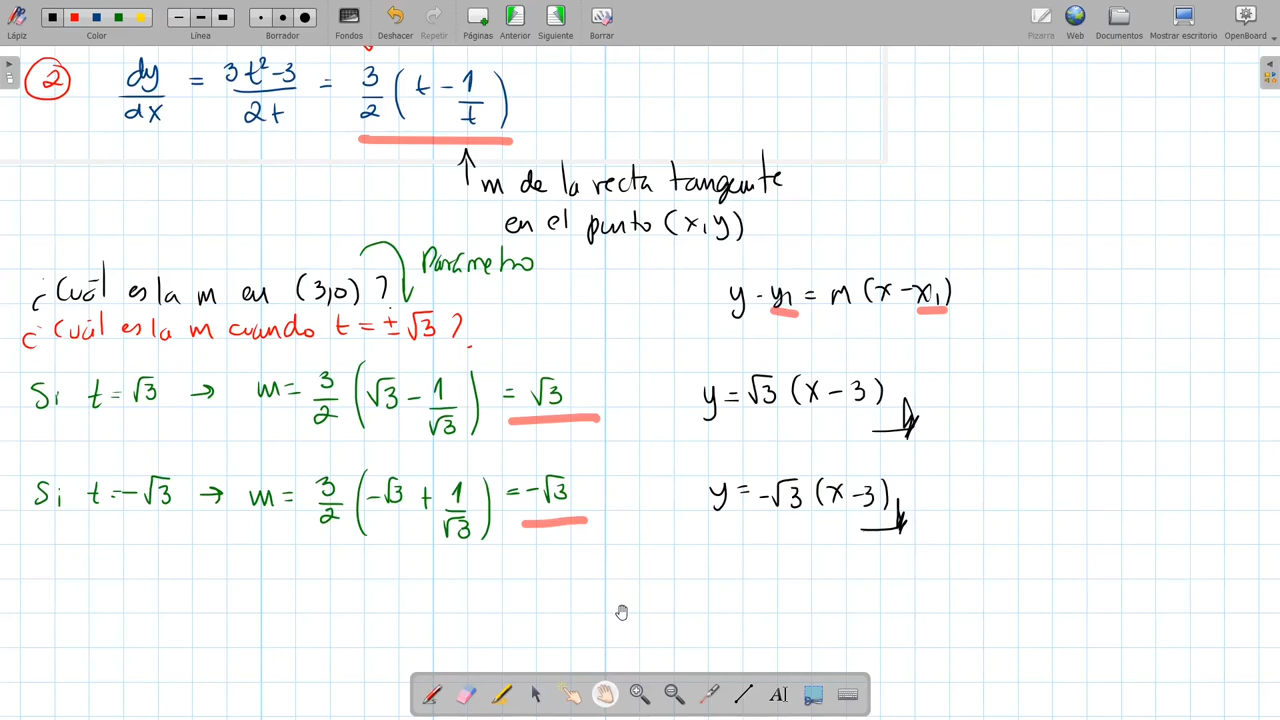 Lápiz Color Línea Borrador Fondos Deshacer Repetir Páginas Anterior Siguiente Borrar Pizarra Web Documentos Mostrar escritorio OpenBoard
2 dy/dx = 3t²-3/2t = 3/2 (t - 1/t)
m de la recta tangente
en el punto (x,y)
Parámetro
¿Cuál es la m en (3,0)?
¿Cuál es la m cuando t = ±√3?
y - y₁ = m (x - x₁)
Si t = √3 → m = 3/2 (√3 - 1/√3) = √3
y = √3 (x - 3)
Si t = -√3 → m = 3/2 (-√3 + 1/√3) = -√3
y = -√3 (x - 3)
AI